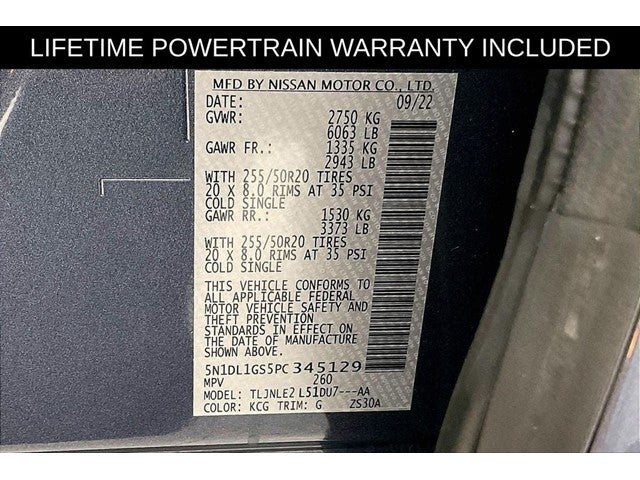 LIFETIME POWERTRAIN WARRANTY INCLUDED
MFD BY NISSAN MOTOR CO., LTD.
DATE: 09/22
GVWR: 2750 KG
6063 LB
GAWR FR.: 1335 KG
2943 LB
WITH 255/50R20 TIRES
20 X 8.0 RIMS AT 35 PSI
COLD SINGLE
GAWR RR.: 1530 KG
3373 LB
WITH 255/50R20 TIRES
20 X 8.0 RIMS AT 35 PSI
COLD SINGLE
THIS VEHICLE CONFORMS TO
ALL APPLICABLE FEDERAL
MOTOR VEHICLE SAFETY AND
THEFT PREVENTION
STANDARDS IN EFFECT ON
THE DATE OF MANUFACTURE
SHOWN ABOVE.
5N1DL1GS5PC 345129
MPV 260
MODEL: TLJNLE2 L51DU7---AA
COLOR: KCG TRIM: G ZS30A